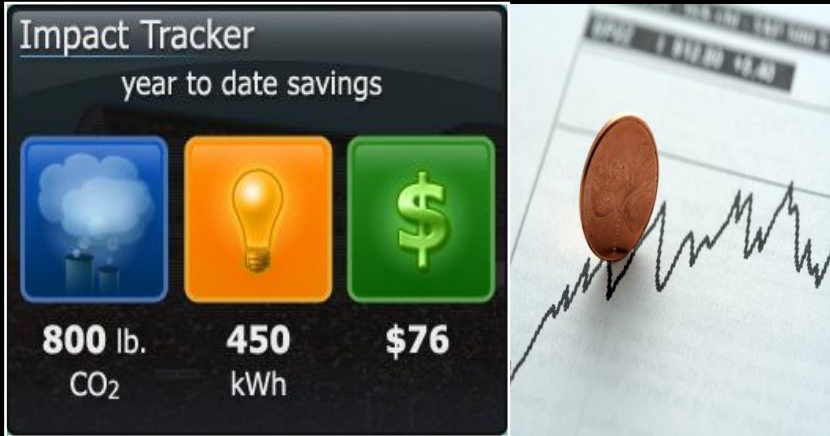 Impact Tracker
year to date savings
$
800 lb.
450
$76
CO₂
kWh